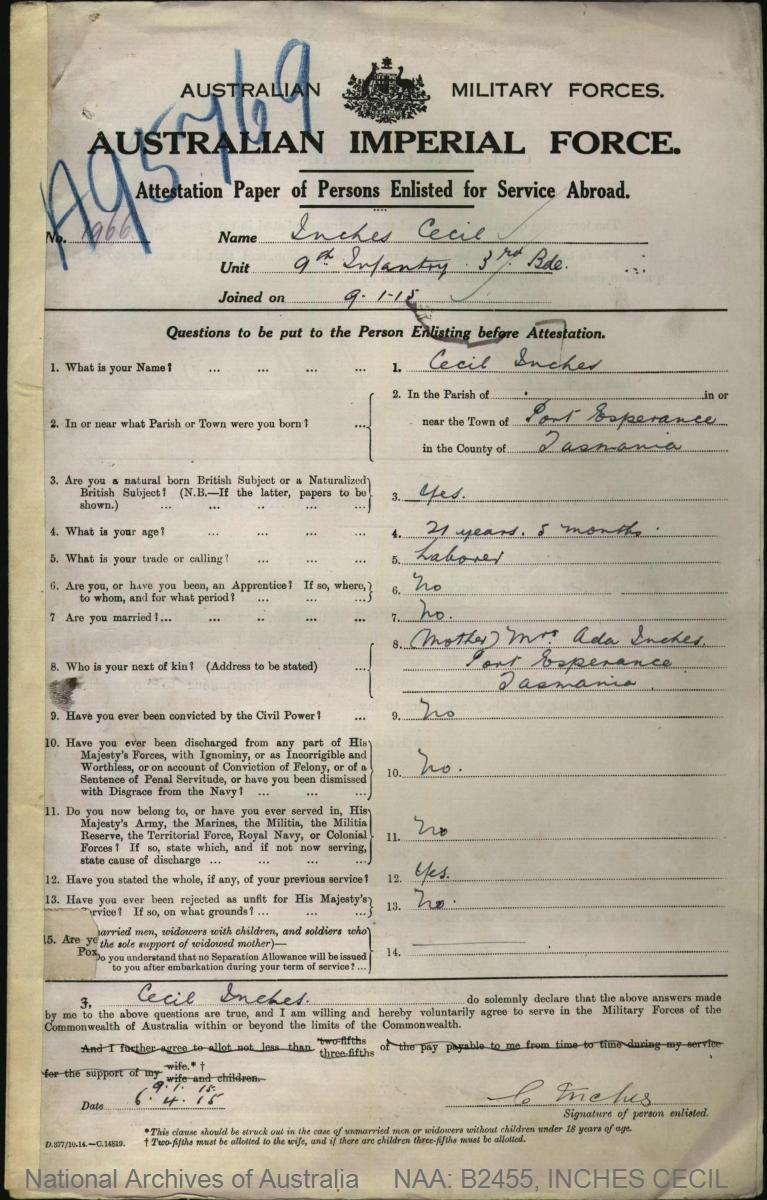 A95769
AUSTRALIAN MILITARY FORCES.
AUSTRALIAN IMPERIAL FORCE.
Attestation Paper of Persons Enlisted for Service Abroad.
No. 1966 Name Inches Cecil
Unit 9th Infantry 3rd Bde.
Joined on 9.1.15
Questions to be put to the Person Enlisting before Attestation.
1. What is your Name? ... ... ... ... 1. Cecil Inches
2. In or near what Parish or Town were you born? ... 2. In the Parish of in or
near the Town of Port Esperance
in the County of Tasmania
3. Are you a natural born British Subject or a Naturalized
British Subject? (N.B.—If the latter, papers to be
shown.) ... ... ... ... 3. Yes.
4. What is your age? ... ... ... ... 4. 21 years. 5 months.
5. What is your trade or calling? ... ... ... 5. Laborer
6. Are you, or have you been, an Apprentice? If so, where,
to whom, and for what period? ... ... ... 6. No
7 Are you married?... ... ... ... ... 7. No.
8. Who is your next of kin? (Address to be stated) ... 8. (Mother) Mrs Ada Inches.
Port Esperance
Tasmania.
9. Have you ever been convicted by the Civil Power? ... 9. No
10. Have you ever been discharged from any part of His
Majesty's Forces, with Ignominy, or as Incorrigible and
Worthless, or on account of Conviction of Felony, or of a
Sentence of Penal Servitude, or have you been dismissed
with Disgrace from the Navy? ... ... ... 10. No.
11. Do you now belong to, or have you ever served in, His
Majesty's Army, the Marines, the Militia, the Militia
Reserve, the Territorial Force, Royal Navy, or Colonial
Forces? If so, state which, and if not now serving,
state cause of discharge ... ... ... ... 11. No
12. Have you stated the whole, if any, of your previous service? 12. Yes.
13. Have you ever been rejected as unfit for His Majesty's
rvice? If so, on what grounds? ... ... ... 13. No.
arried men, widowers with children, and soldiers who
15. Are yo the sole support of widowed mother)—
Pox
Do you understand that no Separation Allowance will be issued
to you after embarkation during your term of service? ... 14.
I, Cecil Inches. do solemnly declare that the above answers made
by me to the above questions are true, and I am willing and hereby voluntarily agree to serve in the Military Forces of the
Commonwealth of Australia within or beyond the limits of the Commonwealth.
And I further agree to allot not less than two-fifths three-fifths of the pay payable to me from time to time during my service
for the support of my wife.* † wife and children.
9.1.15.
Date 6.4.15 C Inches
Signature of person enlisted.
* This clause should be struck out in the case of unmarried men or widowers without children under 18 years of age.
D.377/10.14.—C.14819. † Two-fifths must be allotted to the wife, and if there are children three-fifths must be allotted.
National Archives of Australia NAA: B2455, INCHES CECIL